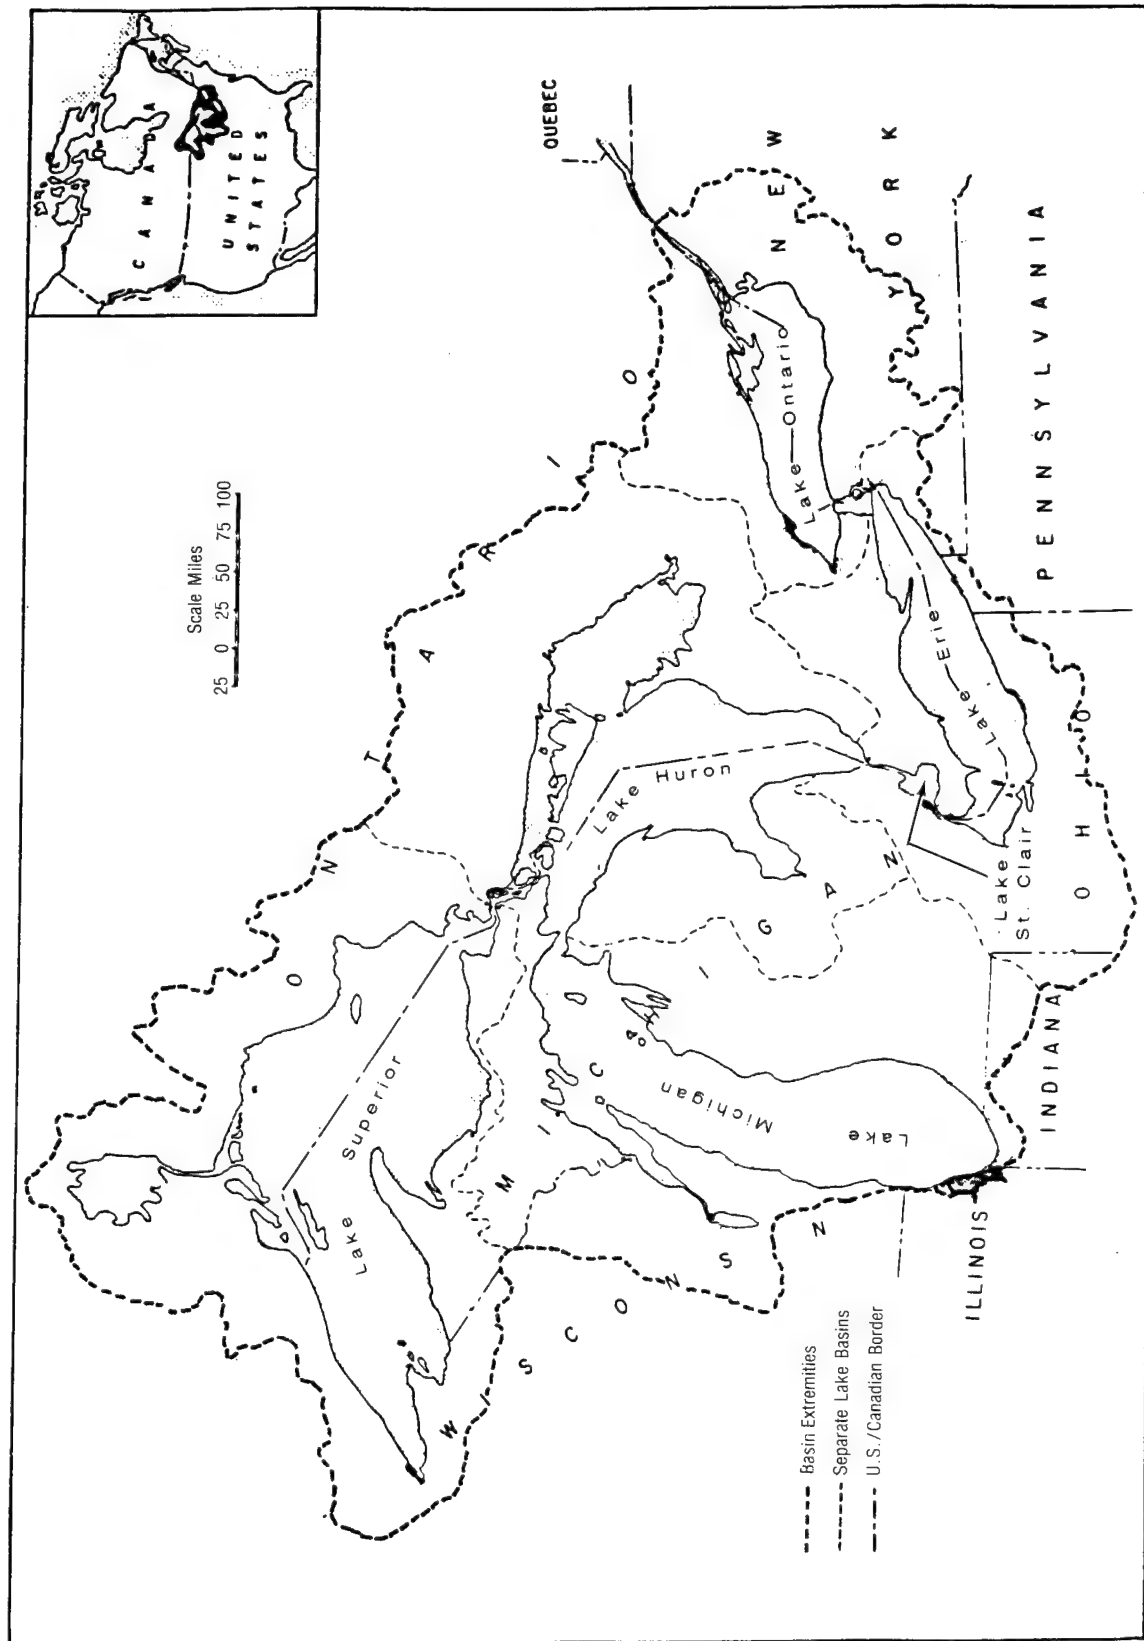 CANADA
UNITED
STATES
Scale Miles
25 0 25 50 75 100
QUEBEC
ONTARIO
NEW
YORK
PENNSYLVANIA
Lake Superior
Lake Huron
Lake Ontario
Lake Erie
Lake
St. Clair
Lake Michigan
MICHIGAN
WISCONSIN
ILLINOIS
INDIANA
OHIO
Basin Extremities
Separate Lake Basins
U.S./Canadian Border